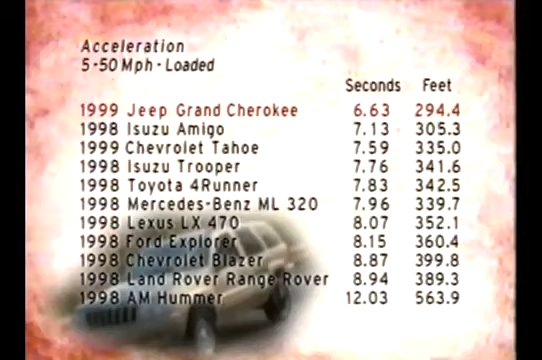 Acceleration
5-50 Mph - Loaded
Seconds Feet
1999 Jeep Grand Cherokee 6.63 294.4
1998 Isuzu Amigo 7.13 305.3
1999 Chevrolet Tahoe 7.59 335.0
1998 Isuzu Trooper 7.76 341.6
1998 Toyota 4Runner 7.83 342.5
1998 Mercedes-Benz ML 320 7.96 339.7
1998 Lexus LX 470 8.07 352.1
1998 Ford Explorer 8.15 360.4
1998 Chevrolet Blazer 8.87 399.8
1998 Land Rover Range Rover 8.94 389.3
1998 AM Hummer 12.03 563.9